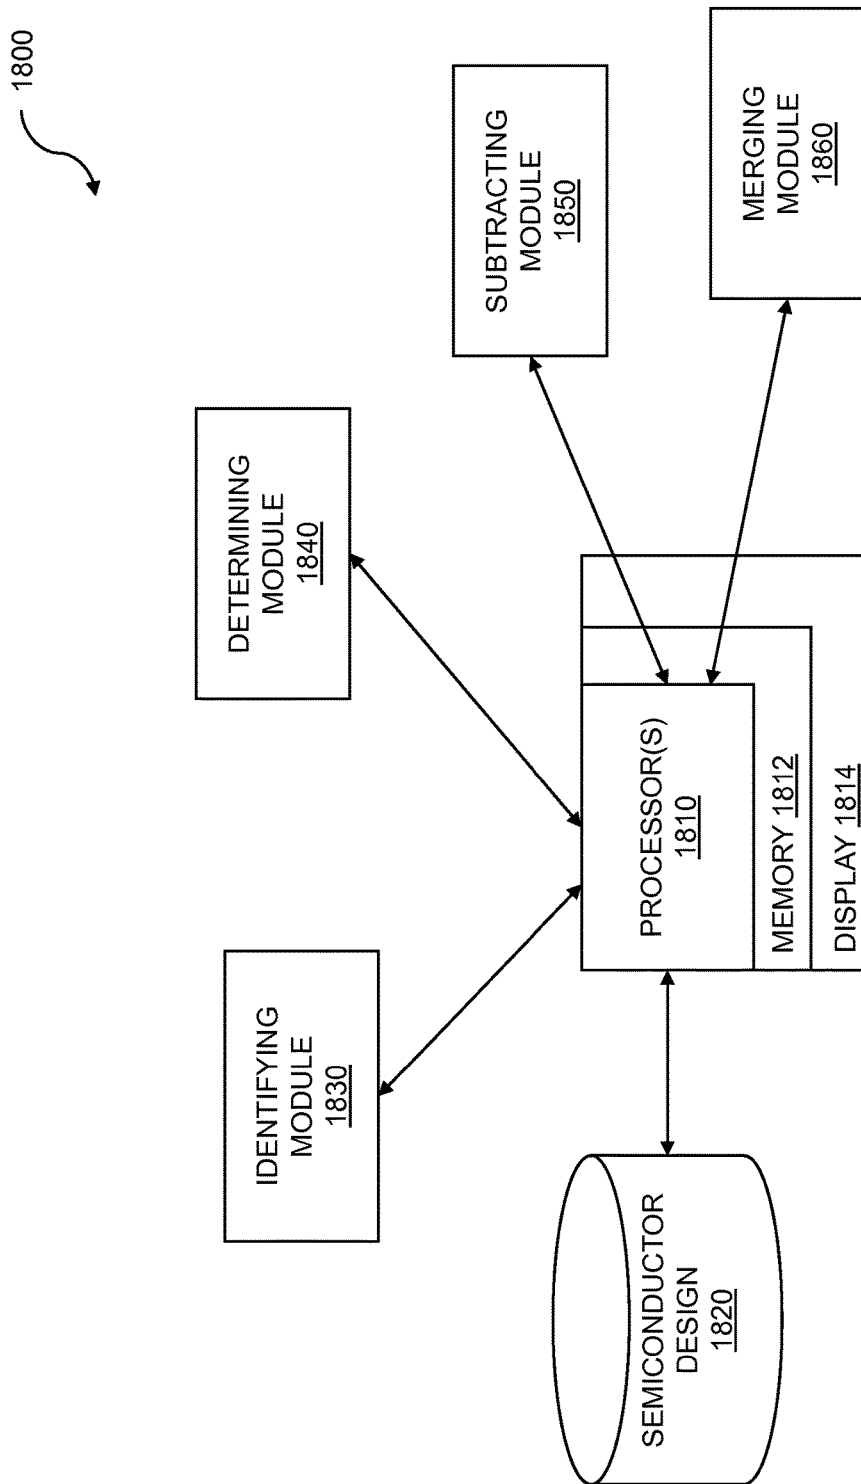 1800
IDENTIFYING
MODULE
1830
DETERMINING
MODULE
1840
SUBTRACTING
MODULE
1850
MERGING
MODULE
1860
SEMICONDUCTOR
DESIGN
1820
PROCESSOR(S)
1810
MEMORY 1812
DISPLAY 1814